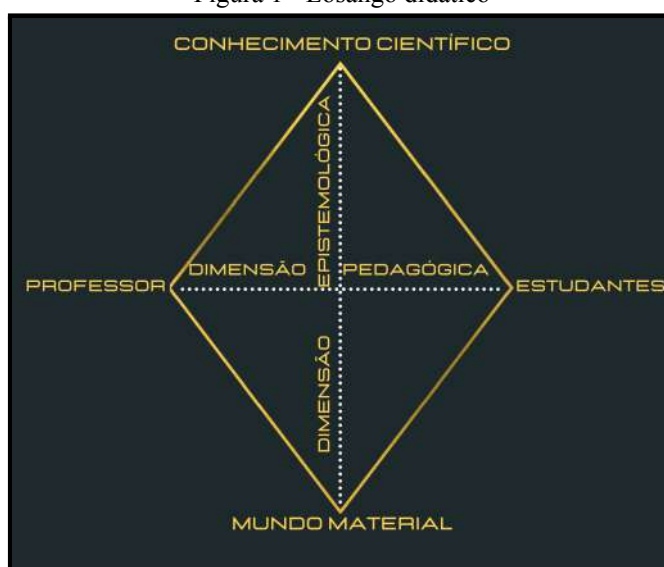 Figura 1 - Losango didático
CONHECIMENTO CIENTÍFICO
DIMENSÃO EPISTEMOLÓGICA
DIMENSÃO PEDAGÓGICA
PROFESSOR
ESTUDANTES
MUNDO MATERIAL